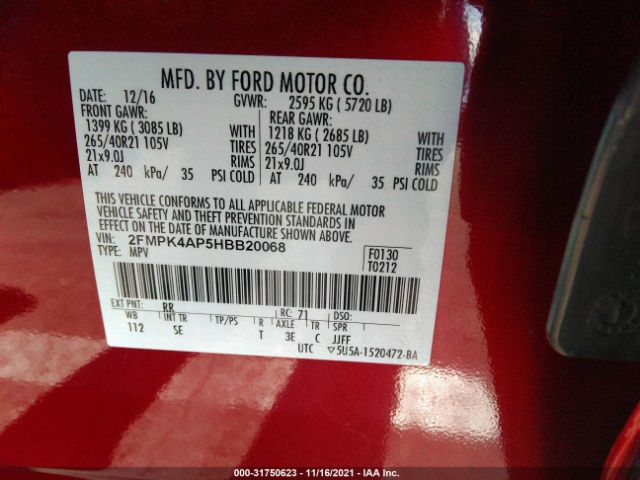 MFD. BY FORD MOTOR CO.
DATE: 12/16 GVWR: 2595 KG ( 5720 LB)
FRONT GAWR: REAR GAWR:
1399 KG ( 3085 LB) WITH 1218 KG ( 2685 LB) WITH
265/40R21 105V TIRES 265/40R21 105V TIRES
21x9.0J RIMS 21x9.0J RIMS
AT 240 kPa/ 35 PSI COLD AT 240 kPa/ 35 PSI COLD
THIS VEHICLE CONFORMS TO ALL APPLICABLE FEDERAL MOTOR
VEHICLE SAFETY AND THEFT PREVENTION STANDARDS IN
EFFECT ON THE DATE OF MANUFACTURE SHOWN ABOVE.
VIN: 2FMPK4AP5HBB20068 F0130
TYPE: MPV T0212
EXT PNT: RR RC: 71 DSO:
WB INT TR TP/PS R AXLE TR SPR
112 SE T 3E C JJFF
UTC ▽5U5A-1520472-BA
000-31750623 - 11/16/2021 - IAA Inc.